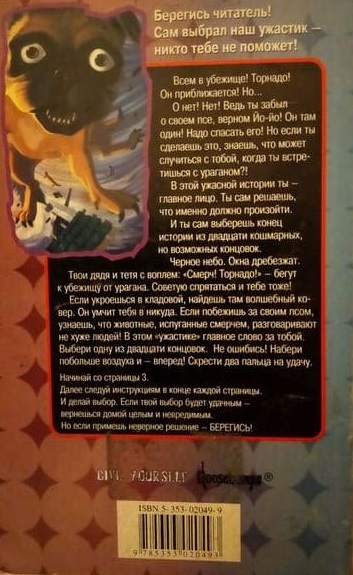 Берегись читатель!
Сам выбрал наш ужастик –
никто тебе не поможет!
Всем в убежище! Торнадо!
Он приближается! Но...
О нет! Нет! Ведь ты забыл
о своем псе, верном Йо-йо! Он там
один! Надо спасать его! Но если ты
сделаешь это, знаешь, что может
случиться с тобой, когда ты встре-
тишься с ураганом?!
В этой ужасной истории ты –
главное лицо. Ты сам решаешь,
что именно должно произойти.
И ты сам выберешь конец
истории из двадцати кошмарных,
но возможных концовок.
Черное небо. Окна дребезжат.
Твои дядя и тетя с воплем: «Смерч! Торнадо!» – бегут
к убежищу от урагана. Советую спрятаться и тебе тоже!
Если укроешься в кладовой, найдешь там волшебный ко-
вер. Он умчит тебя в никуда. Если побежишь за своим псом,
узнаешь, что животные, испуганные смерчем, разговаривают
не хуже людей! В этом «ужастике» главное слово за тобой.
Выбери одну из двадцати концовок. Не ошибись! Набери
побольше воздуха и – вперед! Скрести два пальца на удачу.
Начинай со страницы 3.
Далее следуй инструкциям в конце каждой страницы.
И делай выбор. Если твой выбор будет удачным –
вернешься домой целым и невредимым.
Но если примешь неверное решение – БЕРЕГИСЬ!
GIVE YOURSELF Goosebumps®
ISBN 5-353-02049-9
9 785353 020493